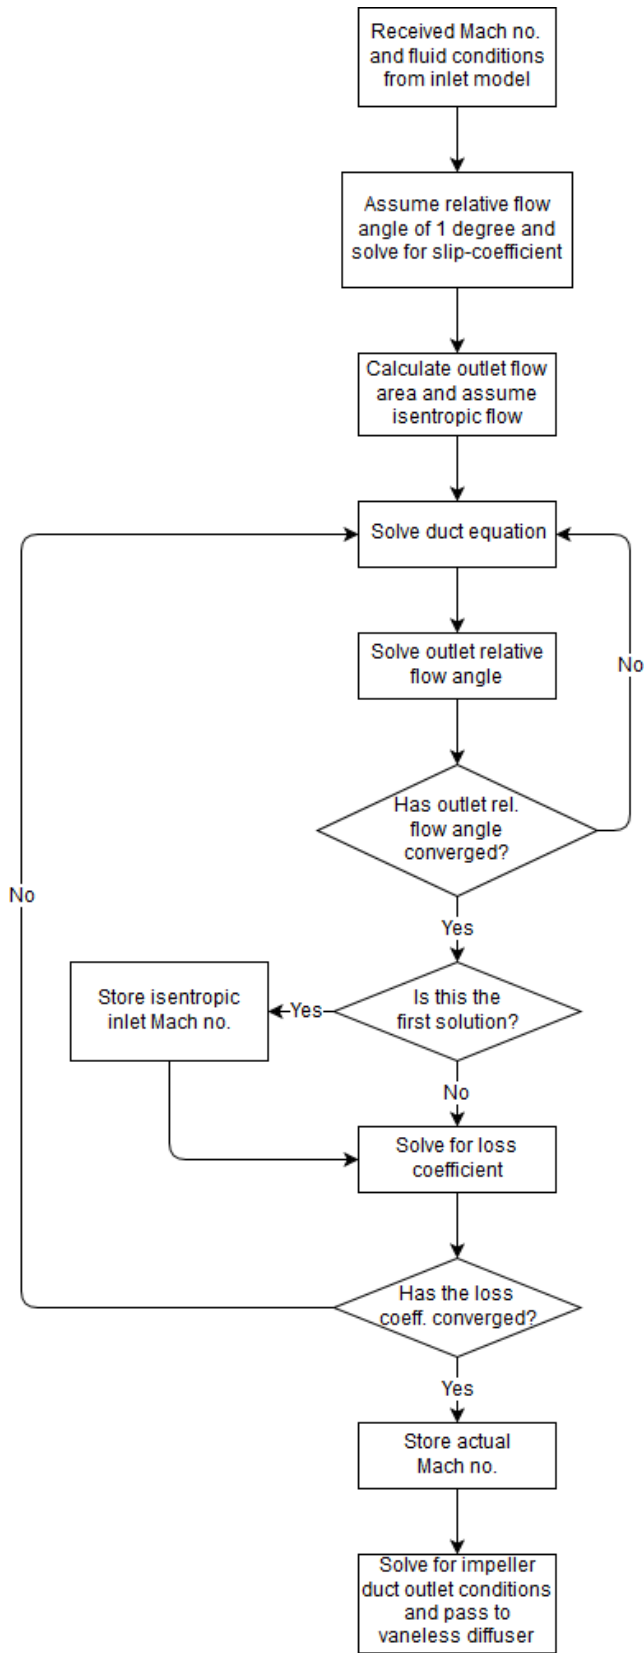 Received Mach no.
and fluid conditions
from inlet model
Assume relative flow
angle of 1 degree and
solve for slip-coefficient
Calculate outlet flow
area and assume
isentropic flow
Solve duct equation
Solve outlet relative
flow angle
No
Has outlet rel.
flow angle
converged?
No
Yes
Store isentropic
inlet Mach no.
Yes
Is this the
first solution?
No
Solve for loss
coefficient
Has the loss
coeff. converged?
Yes
Store actual
Mach no.
Solve for impeller
duct outlet conditions
and pass to
vaneless diffuser